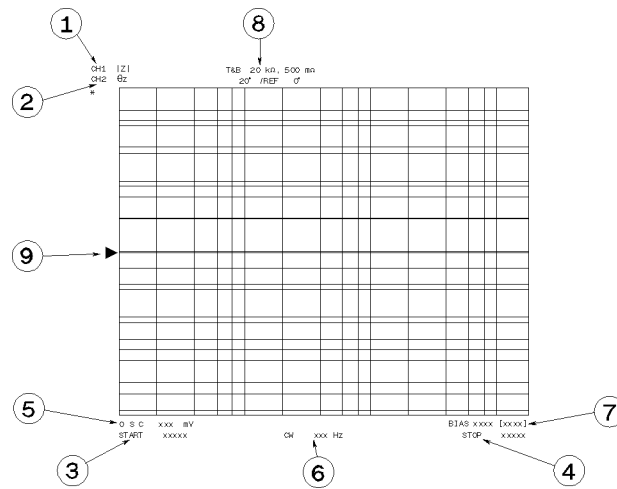 1
8
CH1 |Z|
T&B 20 kΩ, 500 mΩ
CH2 θz
20° /REF 0°
2
*
9
5
OSC xxx mV
BIAS xxxx [xxxx]
7
START xxxxx
CW xxx Hz
STOP xxxxx
3
6
4